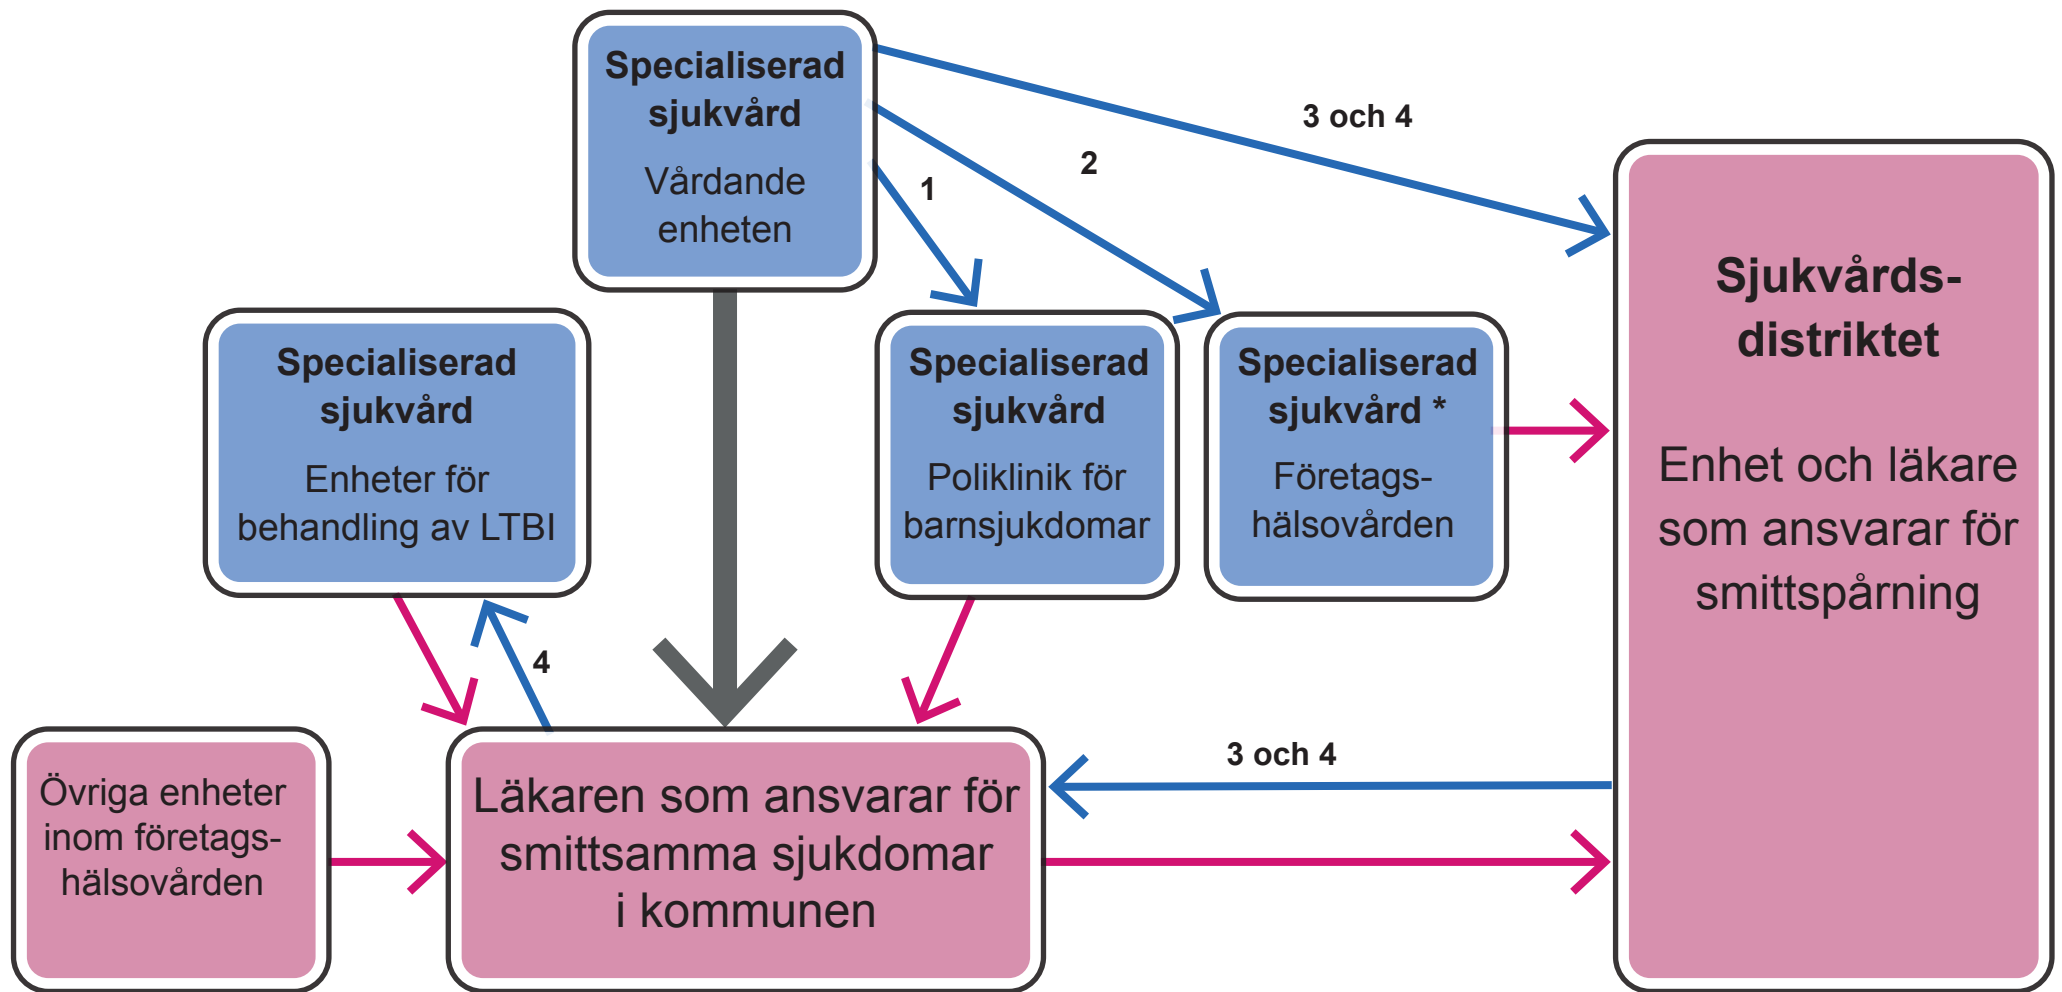 Specialiserad
sjukvård
Vårdande
enheten
3 och 4
2
1
Specialiserad
sjukvård
Enheter för
behandling av LTBI
Specialiserad
sjukvård
Poliklinik för
barnsjukdomar
Specialiserad
sjukvård *
Företags-
hälsovården
Sjukvårds-
distriktet
Enhet och läkare
som ansvarar för
smittspårning
4
3 och 4
Övriga enheter
inom företags-
hälsovården
Läkaren som ansvarar för
smittsamma sjukdomar
i kommunen